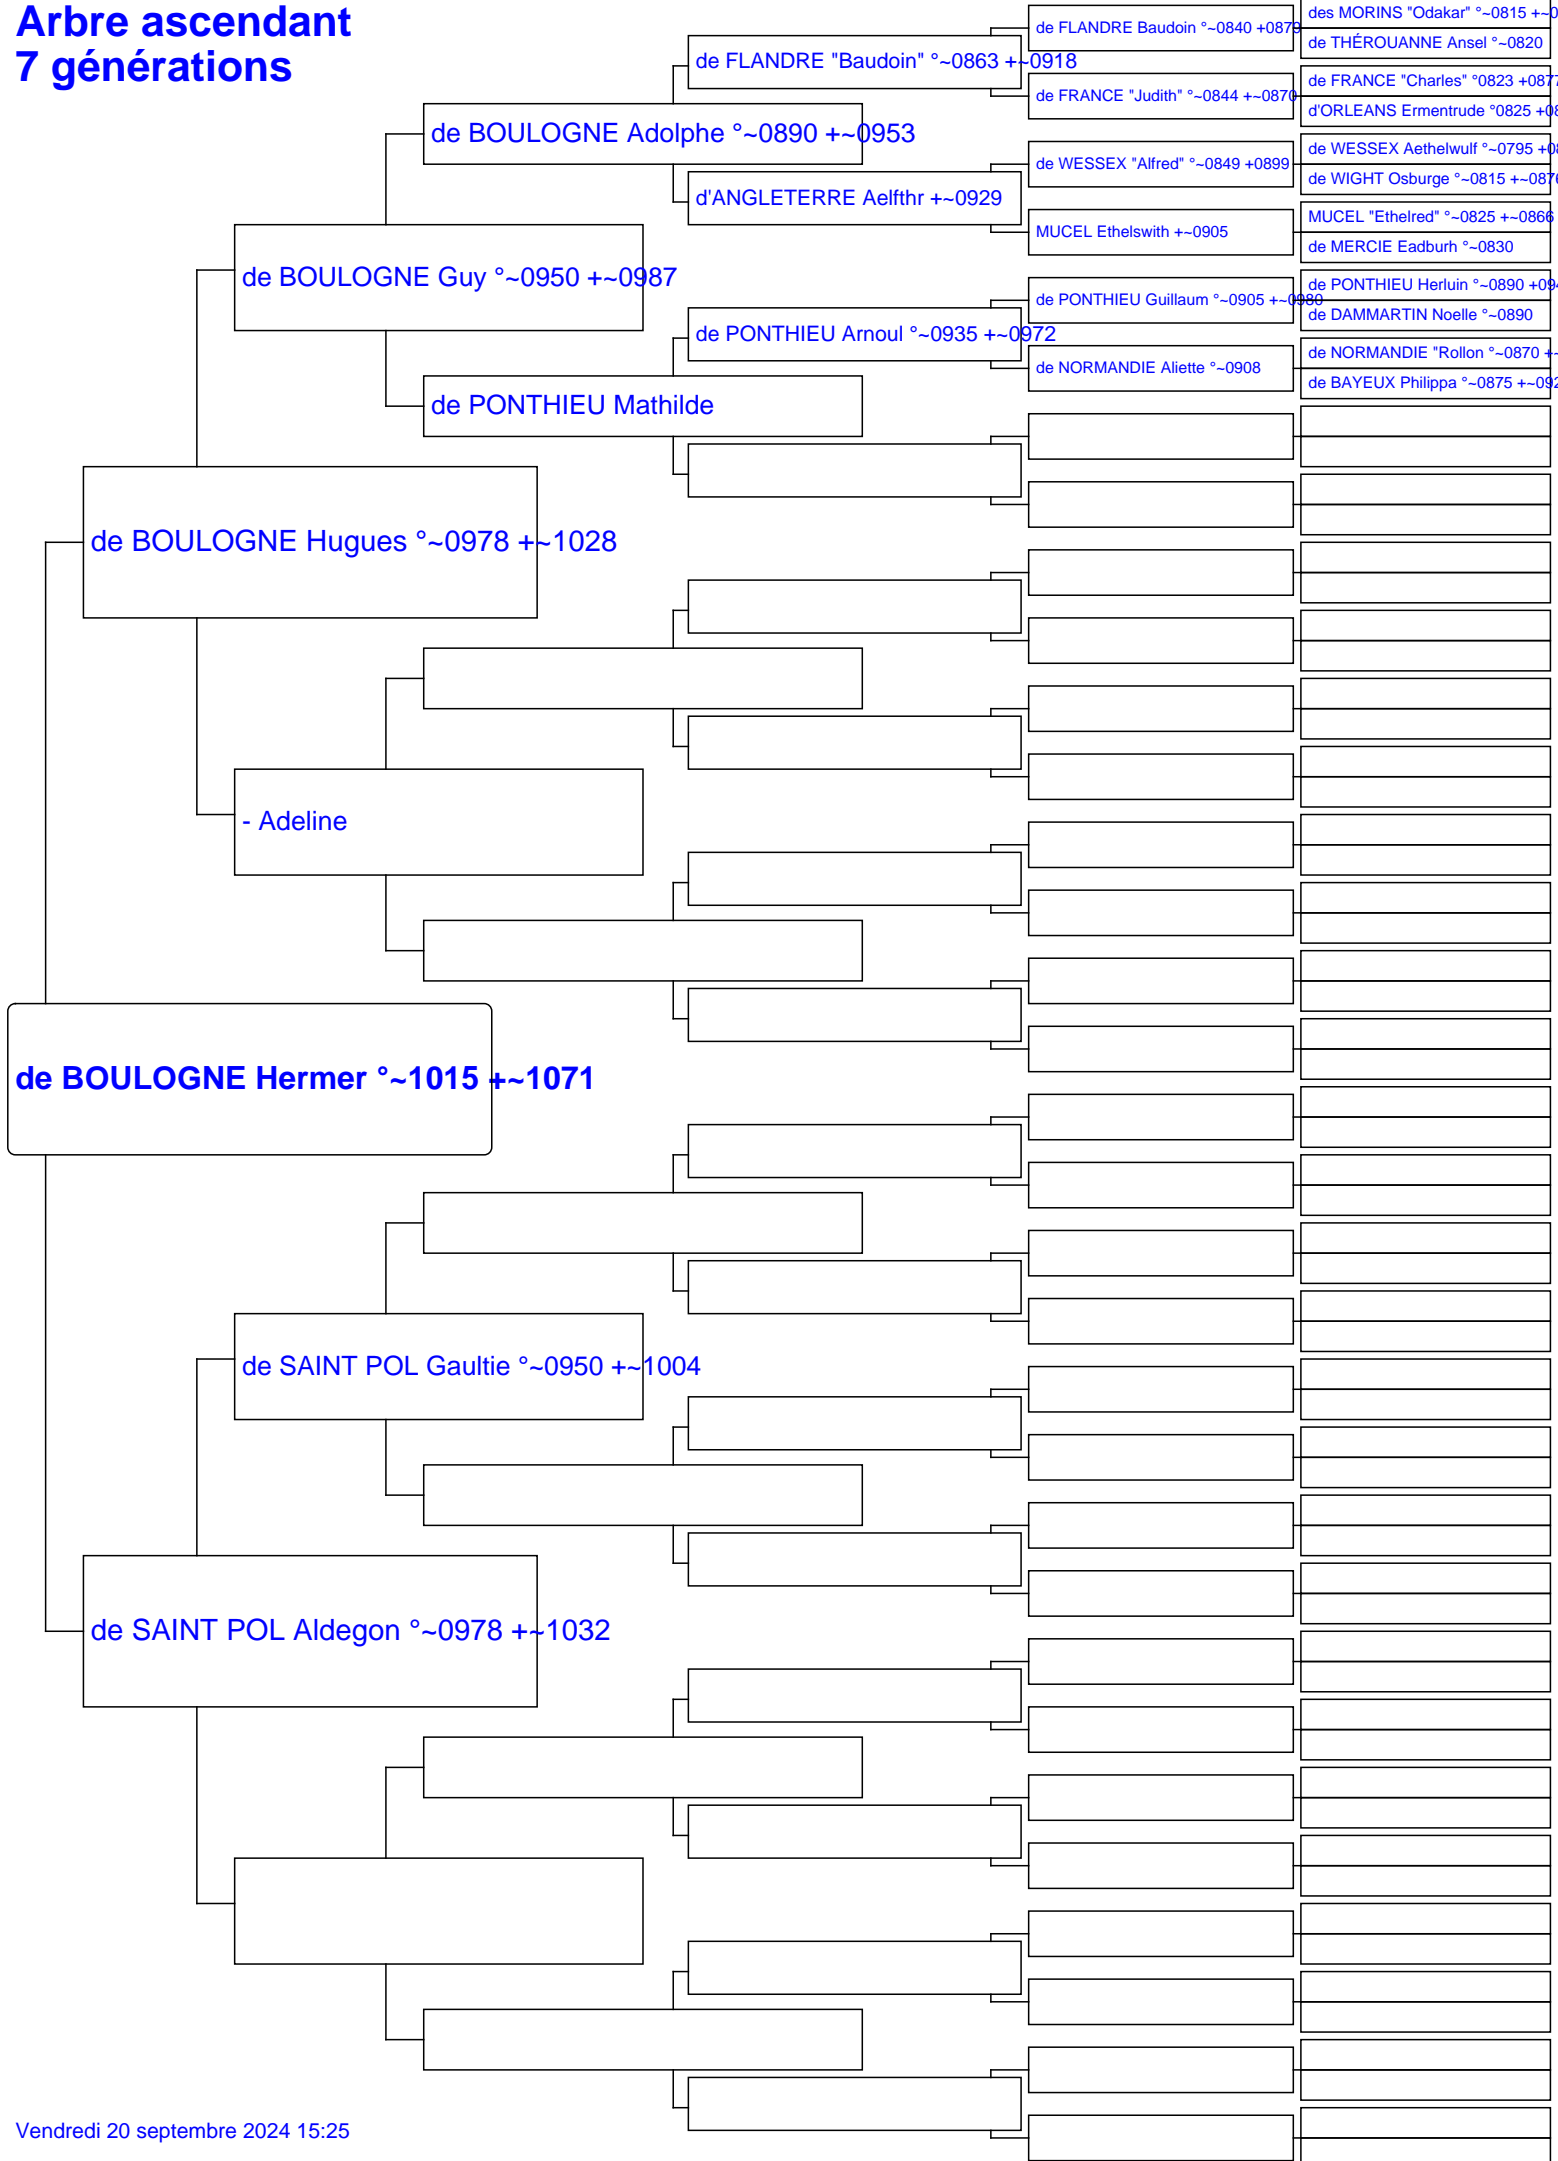 Arbre ascendant
7 générations
des MORINS "Odakar" °~0815 +~0
de FLANDRE Baudoin °~0840 +0879
de THÉROUANNE Ansel °~0820
de FLANDRE "Baudoin" °~0863 +~0918
de FRANCE "Charles" °0823 +0877
de FRANCE "Judith" °~0844 +~0870
d'ORLEANS Ermentrude °0825 +08
de BOULOGNE Adolphe °~0890 +~0953
de WESSEX Aethelwulf °~0795 +08
de WESSEX "Alfred" °~0849 +0899
de WIGHT Osburge °~0815 +~0876
d'ANGLETERRE Aelfthr +~0929
MUCEL "Ethelred" °~0825 +~0866
MUCEL Ethelswith +~0905
de MERCIE Eadburh °~0830
de BOULOGNE Guy °~0950 +~0987
de PONTHIEU Herluin °~0890 +094
de PONTHIEU Guillaum °~0905 +~0980
de DAMMARTIN Noelle °~0890
de PONTHIEU Arnoul °~0935 +~0972
de NORMANDIE "Rollon °~0870 +~
de NORMANDIE Aliette °~0908
de BAYEUX Philippa °~0875 +~092
de PONTHIEU Mathilde
de BOULOGNE Hugues °~0978 +~1028
- Adeline
de BOULOGNE Hermer °~1015 +~1071
de SAINT POL Gaultie °~0950 +~1004
de SAINT POL Aldegon °~0978 +~1032
Vendredi 20 septembre 2024 15:25